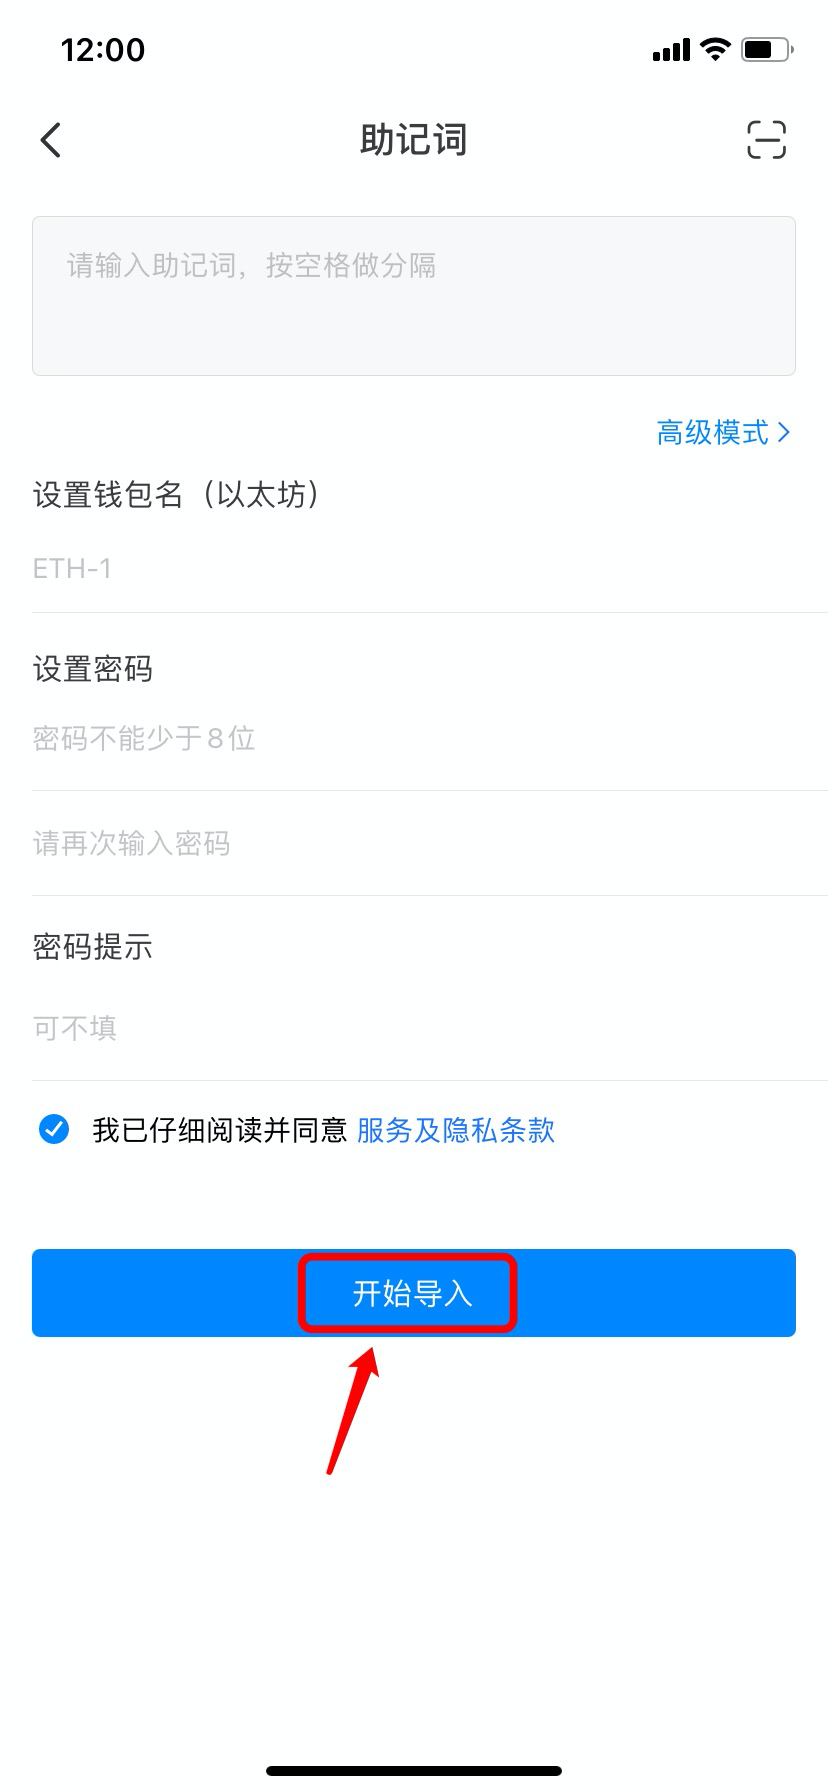 12:00
助记词
请输入助记词，按空格做分隔
高级模式
设置钱包名（以太坊）
ETH-1
设置密码
密码不能少于8位
请再次输入密码
密码提示
可不填
我已仔细阅读并同意 服务及隐私条款
开始导入